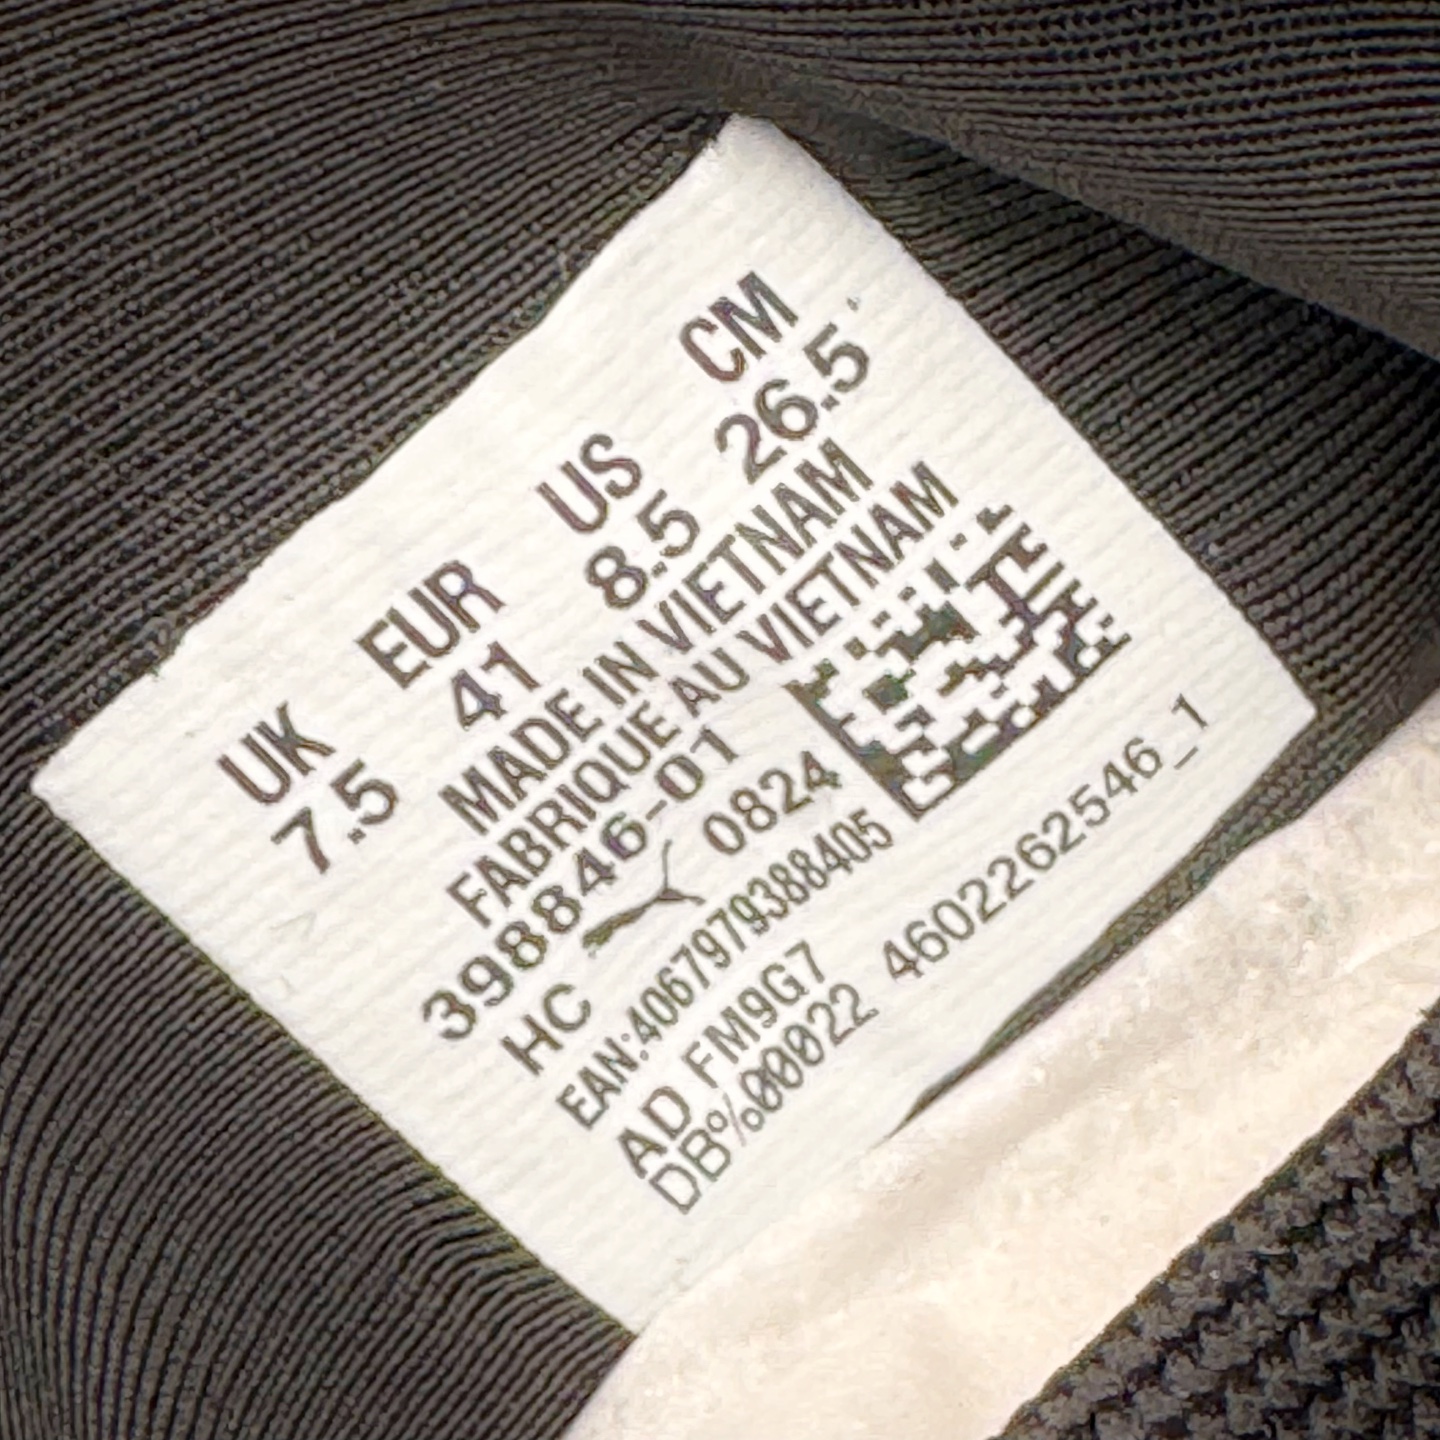 UK EUR US CM
7.5 41 8.5 26.5
MADE IN VIETNAM
FABRIQUE AU VIETNAM
398846-01
HC 0824
EAN:4067979388405
AD FM9G7
DB%00022 4602262546_1